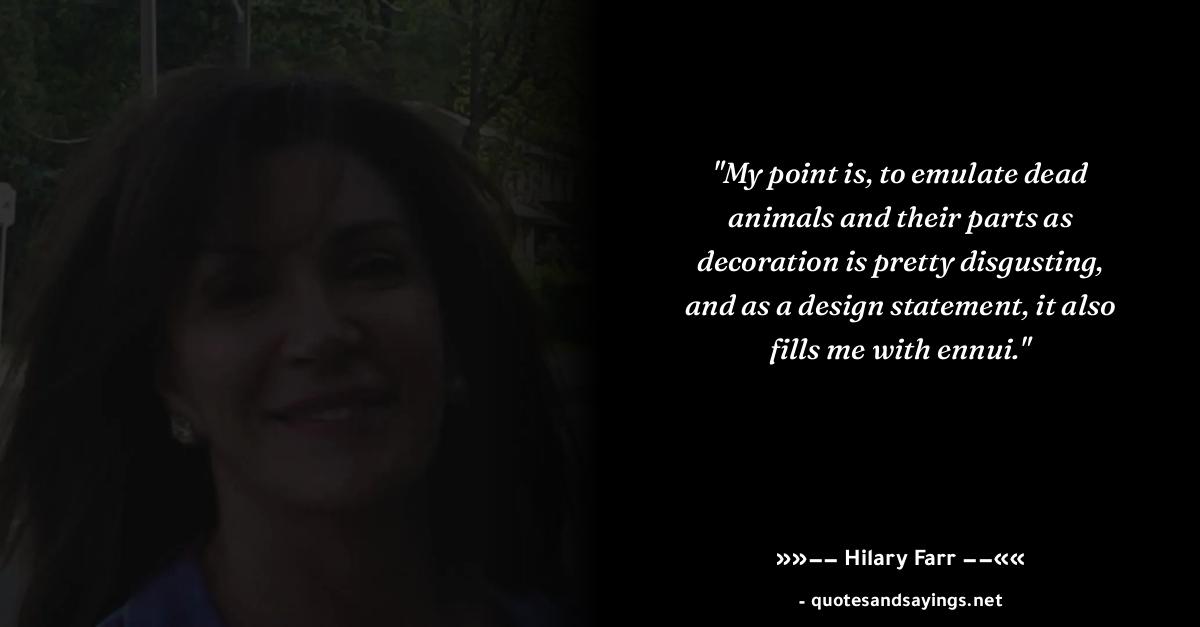 "My point is, to emulate dead
animals and their parts as
decoration is pretty disgusting,
and as a design statement, it also
fills me with ennui."
»»−− Hilary Farr −−««
- quotesandsayings.net